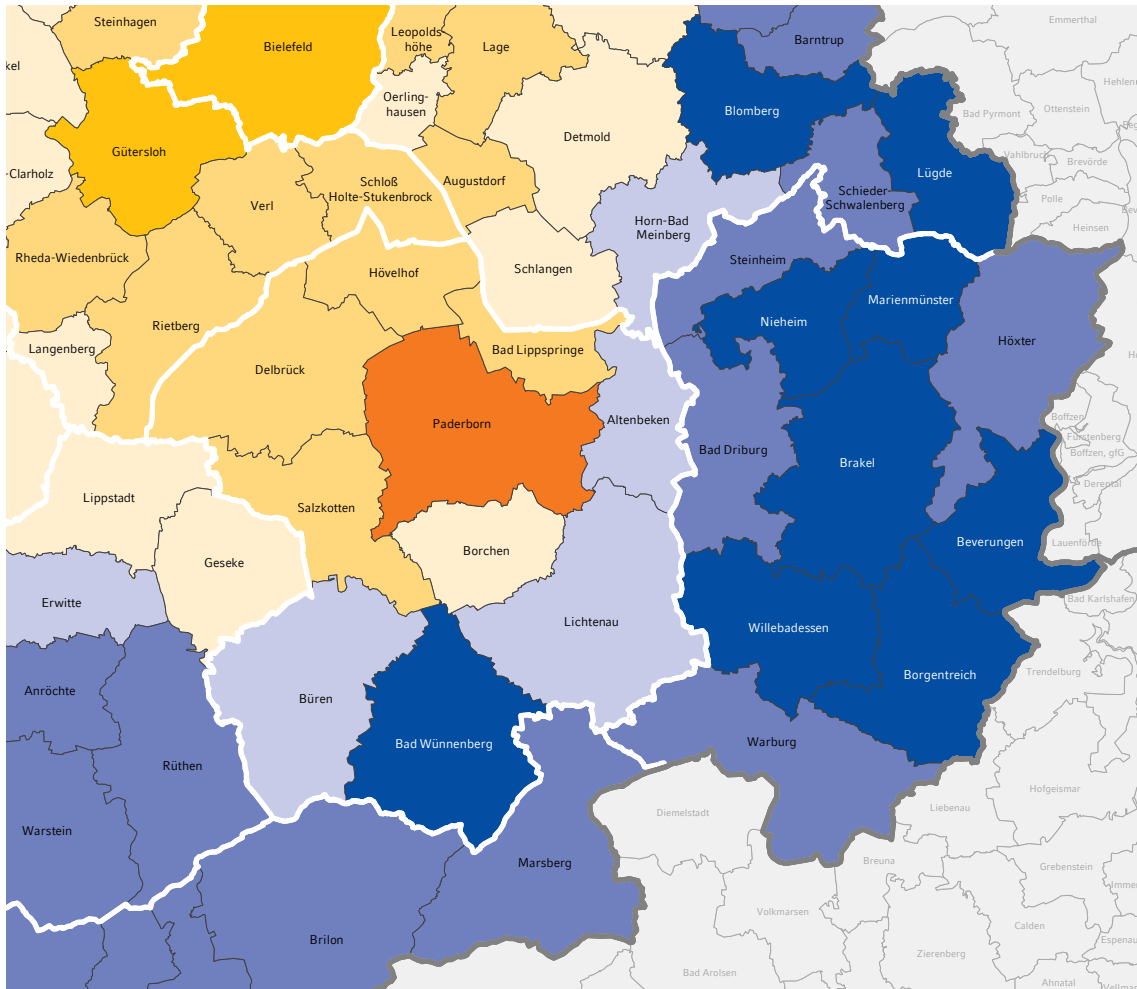 Steinhagen
Bielefeld
Leopolds-
höhe
Lage
Barntrup
Emmerthal
kel
Oerling-
hausen
Hehlen
Blomberg
Detmold
Bad Pyrmont
Ottenstein
Gütersloh
-Clarholz
Vahlbruch
Brevörde
Schloß
Holte-Stukenbrock
Augustdorf
Lügde
Schieder-
Schwalenberg
Verl
Polle
Horn-Bad
Meinberg
Heinsen
Rheda-Wiedenbrück
Steinheim
Hövelhof
Schlangen
Marienmünster
Nieheim
Rietberg
Höxter
Langenberg
Bad Lippspringe
Delbrück
Boffzen
Paderborn
Altenbeken
Fürstenberg
Bad Driburg
Boffzen, gfG
Brakel
Derental
Lippstadt
Salzkotten
Lauenförde
Beverungen
Borchen
Geseke
Erwitte
Bad Karlshafen
Lichtenau
Willebadessen
Trendelburg
Borgentreich
Anröchte
Büren
Bad Wünnenberg
Warburg
Rüthen
Hofgeismar
Liebenau
Diemelstadt
Warstein
Breuna
Marsberg
Grebenstein
Imme
Volkmarsen
Calden
Brilon
Espenau
Zierenberg
Bad Arolsen
Ahnatal
Vellmar